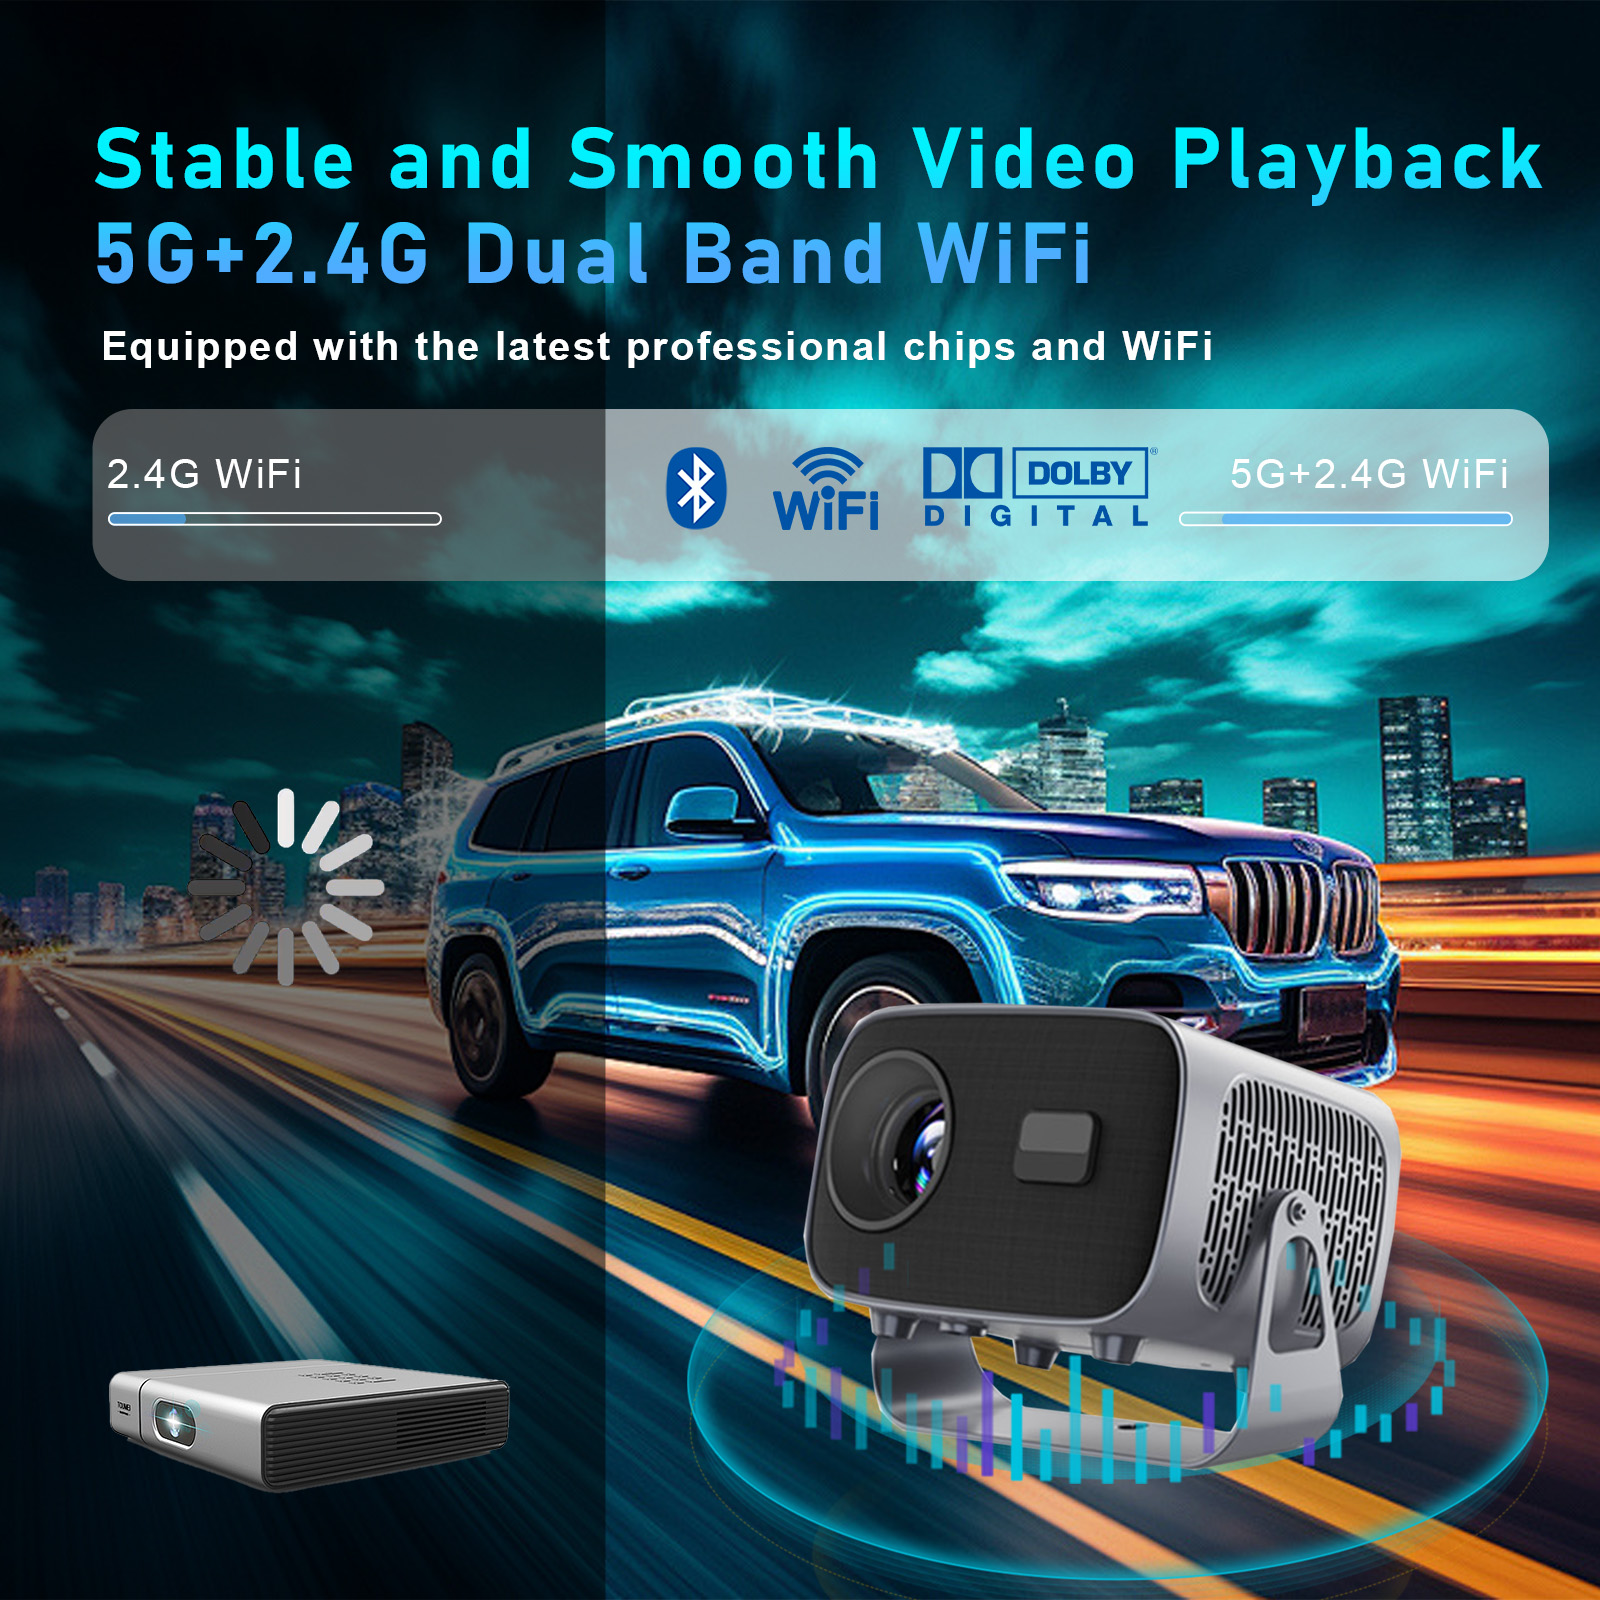 Stable and Smooth Video Playback
5G+2.4G Dual Band WiFi
Equipped with the latest professional chips and WiFi
2.4G WiFi
WiFi
DOLBY®
DIGITAL
5G+2.4G WiFi